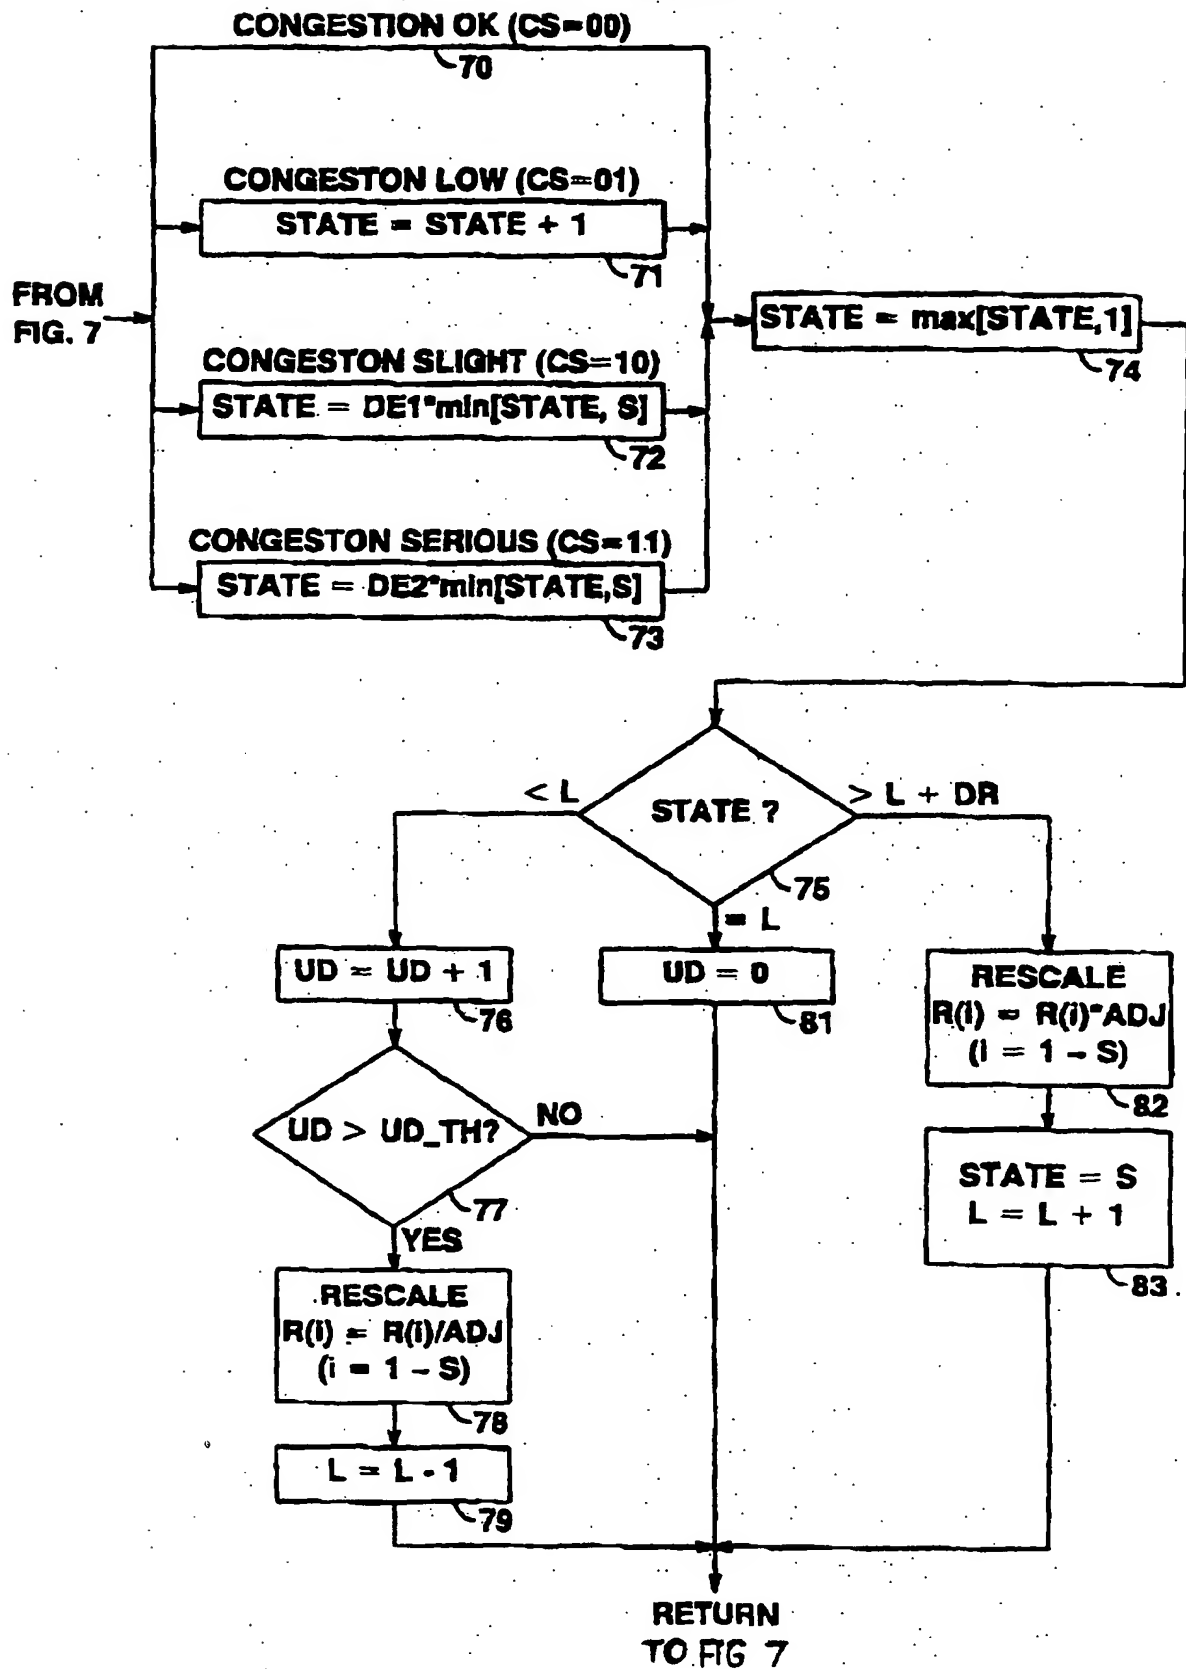 CONGESTION OK (CS=00)
70
CONGESTON LOW (CS=01)
STATE = STATE + 1
71
FROM
FIG. 7
STATE = max[STATE,1]
74
CONGESTON SLIGHT (CS=10)
STATE = DE1*min[STATE, S]
72
CONGESTON SERIOUS (CS=11)
STATE = DE2*min[STATE,S]
73
< L
STATE ?
> L + DR
75
= L
UD = UD + 1
76
UD = 0
81
RESCALE
R(i) = R(i)*ADJ
(i = 1 - S)
82
UD > UD_TH?
NO
77
YES
STATE = S
L = L + 1
83
RESCALE
R(i) = R(i)/ADJ
(i = 1 - S)
78
L = L - 1
79
RETURN
TO FIG 7